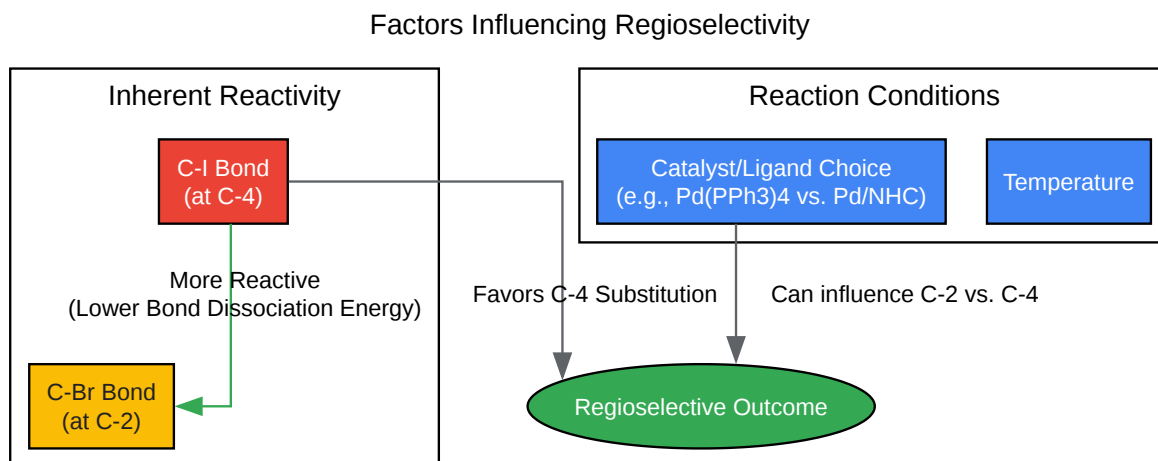 Factors Influencing Regioselectivity
Inherent Reactivity
C-I Bond
(at C-4)
More Reactive
(Lower Bond Dissociation Energy)
C-Br Bond
(at C-2)
Reaction Conditions
Catalyst/Ligand Choice
(e.g., Pd(PPh3)4 vs. Pd/NHC)
Temperature
Favors C-4 Substitution
Can influence C-2 vs. C-4
Regioselective Outcome